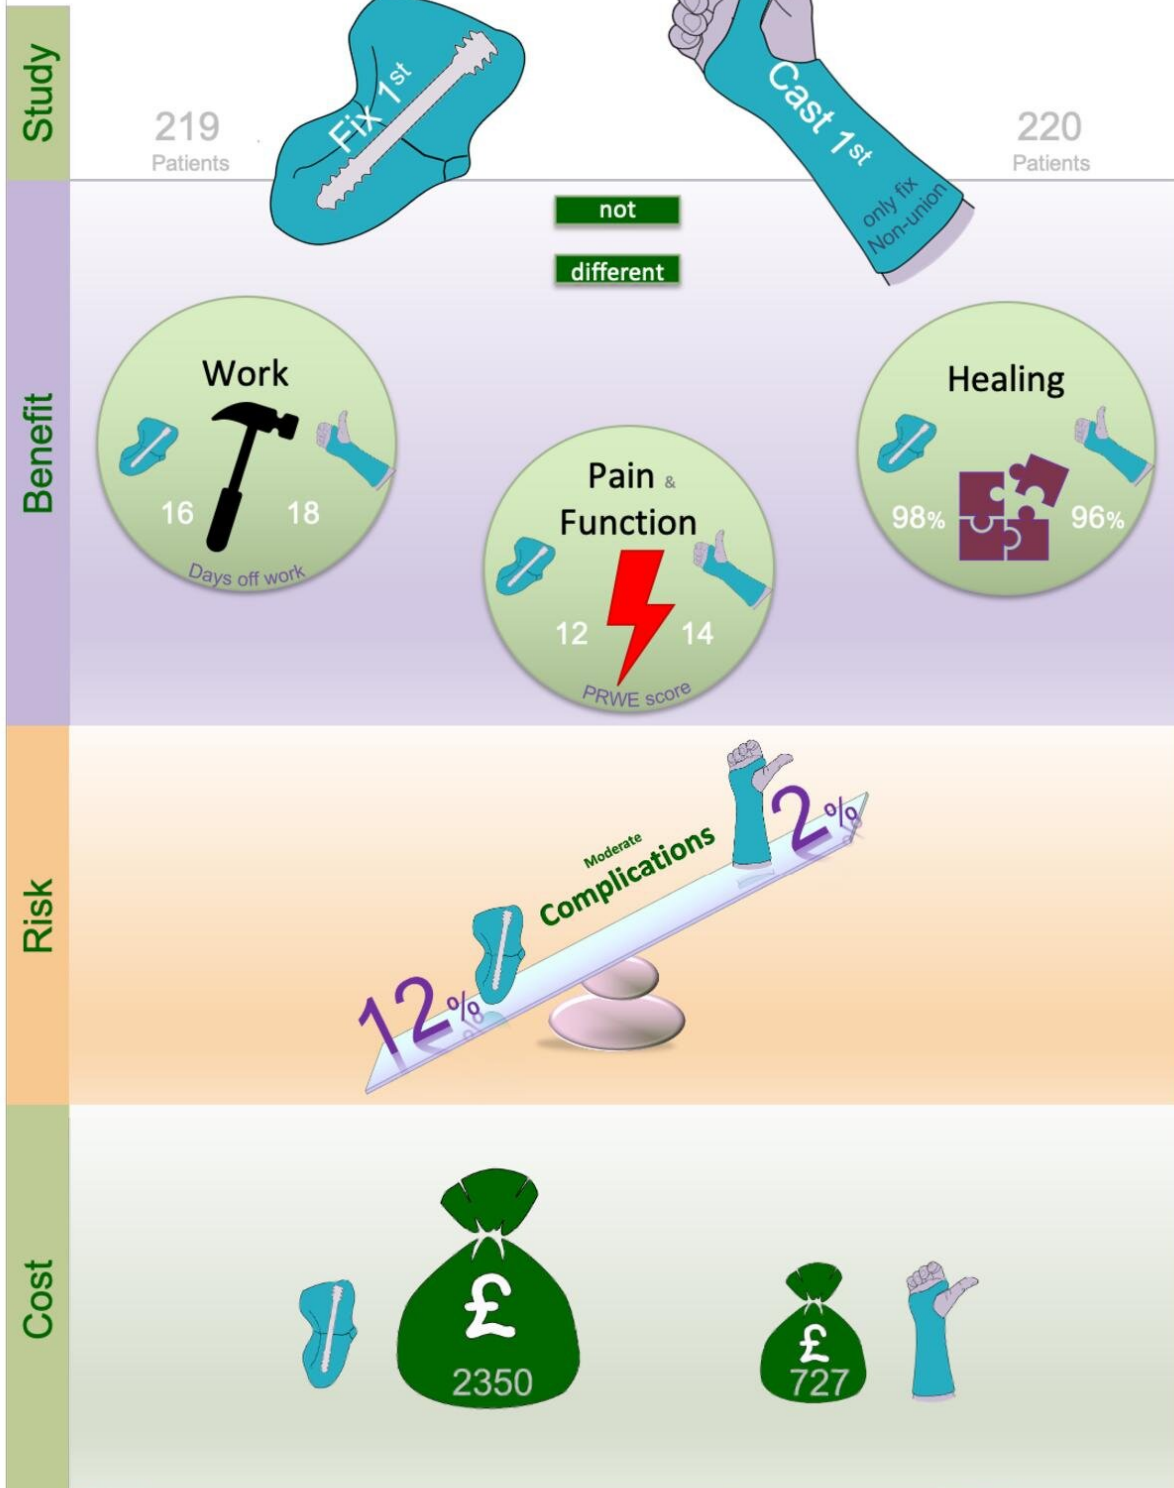 Study
219
Patients
Fix 1st
Cast 1st
only fix
Non-union
220
Patients
Benefit
not
different
Work
16
18
Days off work
Pain &
Function
12
14
PRWE score
Healing
98%
96%
Risk
Moderate
Complications
12%
2%
Cost
£
2350
£
727